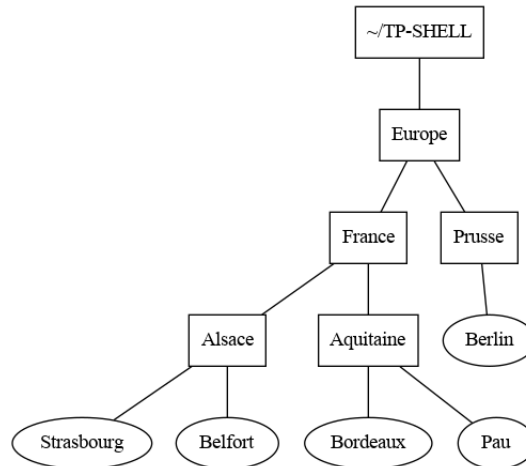 ~/TP-SHELL
Europe
France
Prusse
Alsace
Aquitaine
Berlin
Strasbourg
Belfort
Bordeaux
Pau